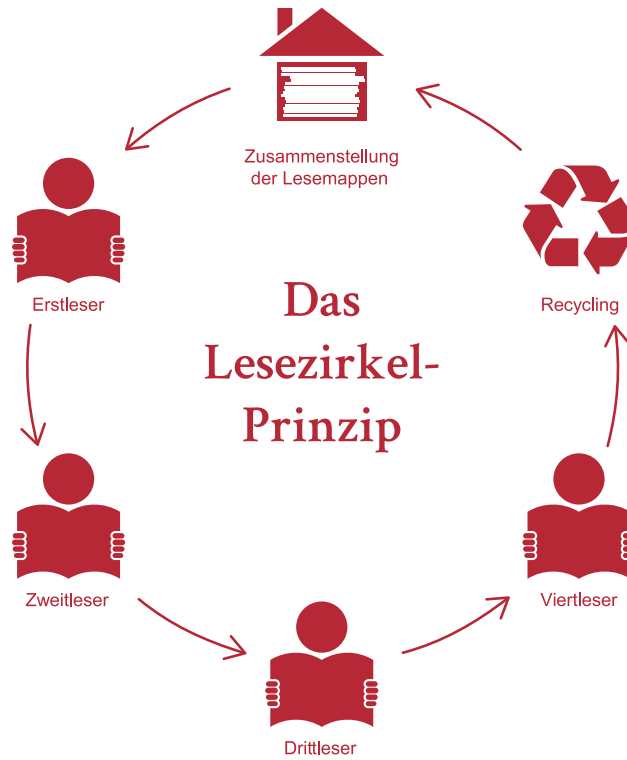 Zusammenstellung
der Lesemappen
Erstleser
Recycling
Das
Lesezirkel-
Prinzip
Zweitleser
Viertleser
Drittleser